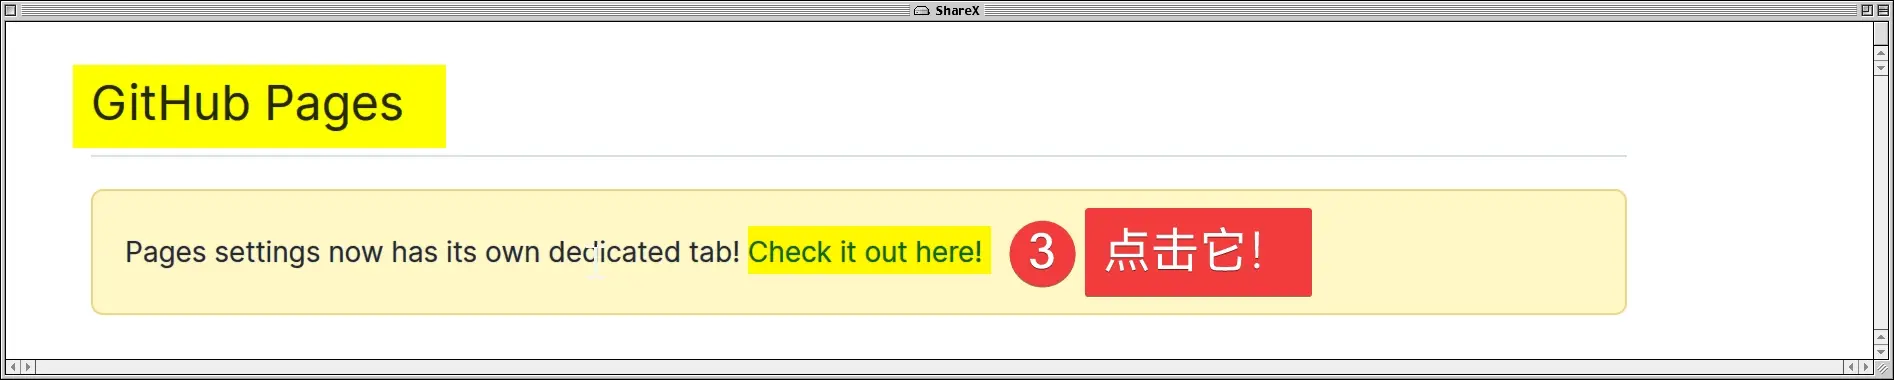 ShareX
GitHub Pages
Pages settings now has its own dedicated tab! Check it out here! 3 点击它！